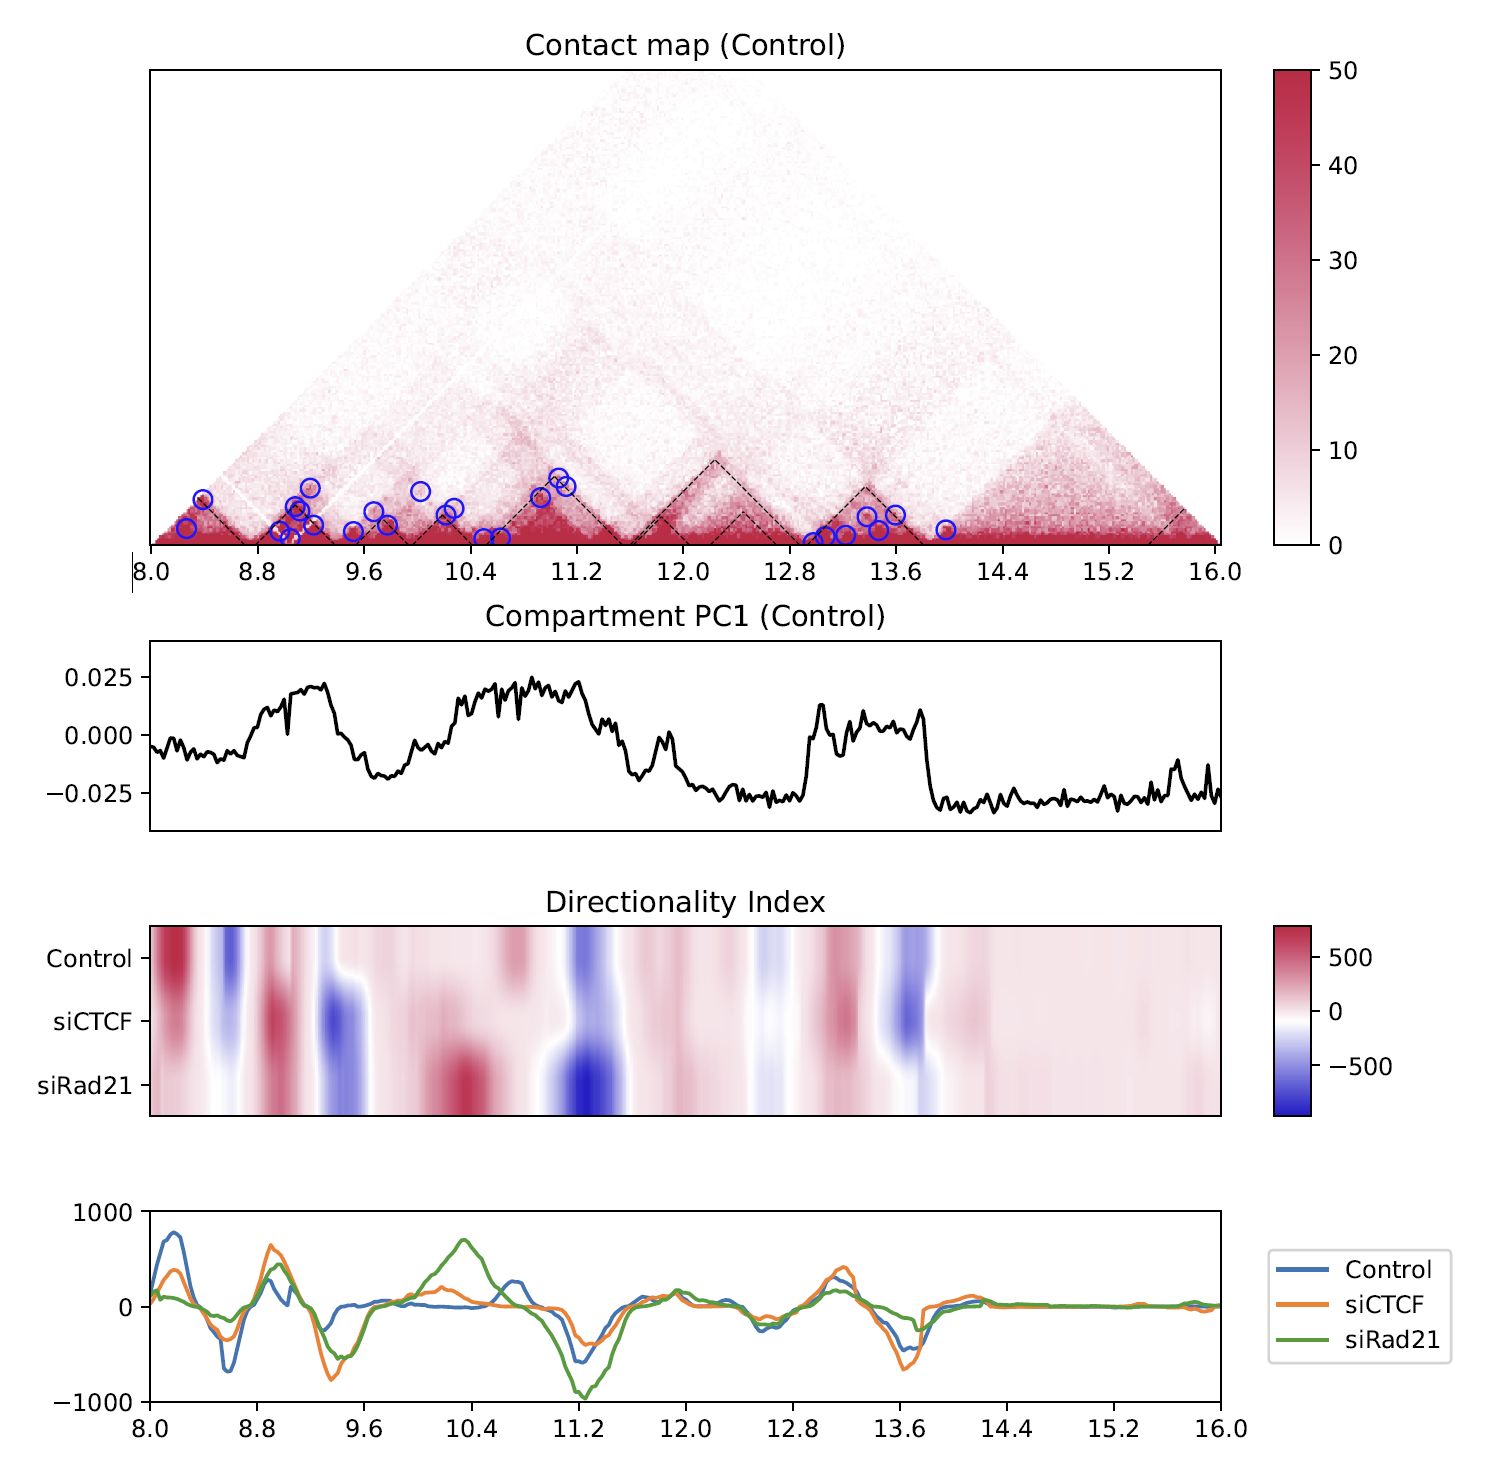 Contact map (Control)
50
40
30
20
10
0
8.0 8.8 9.6 10.4 11.2 12.0 12.8 13.6 14.4 15.2 16.0
Compartment PC1 (Control)
0.025
0.000
−0.025
Directionality Index
Control
siCTCF
siRad21
500
0
−500
1000
0
−1000
8.0 8.8 9.6 10.4 11.2 12.0 12.8 13.6 14.4 15.2 16.0
Control
siCTCF
siRad21